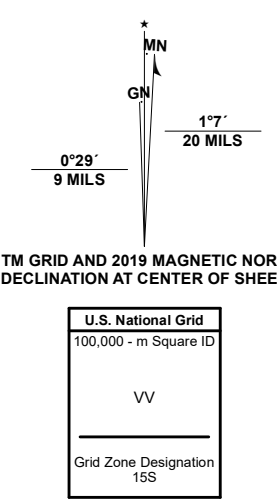 ★
MN
GN
1°7´
20 MILS
0°29´
9 MILS
TM GRID AND 2019 MAGNETIC NOR
DECLINATION AT CENTER OF SHEE
U.S. National Grid
100,000 - m Square ID
VV
Grid Zone Designation
15S